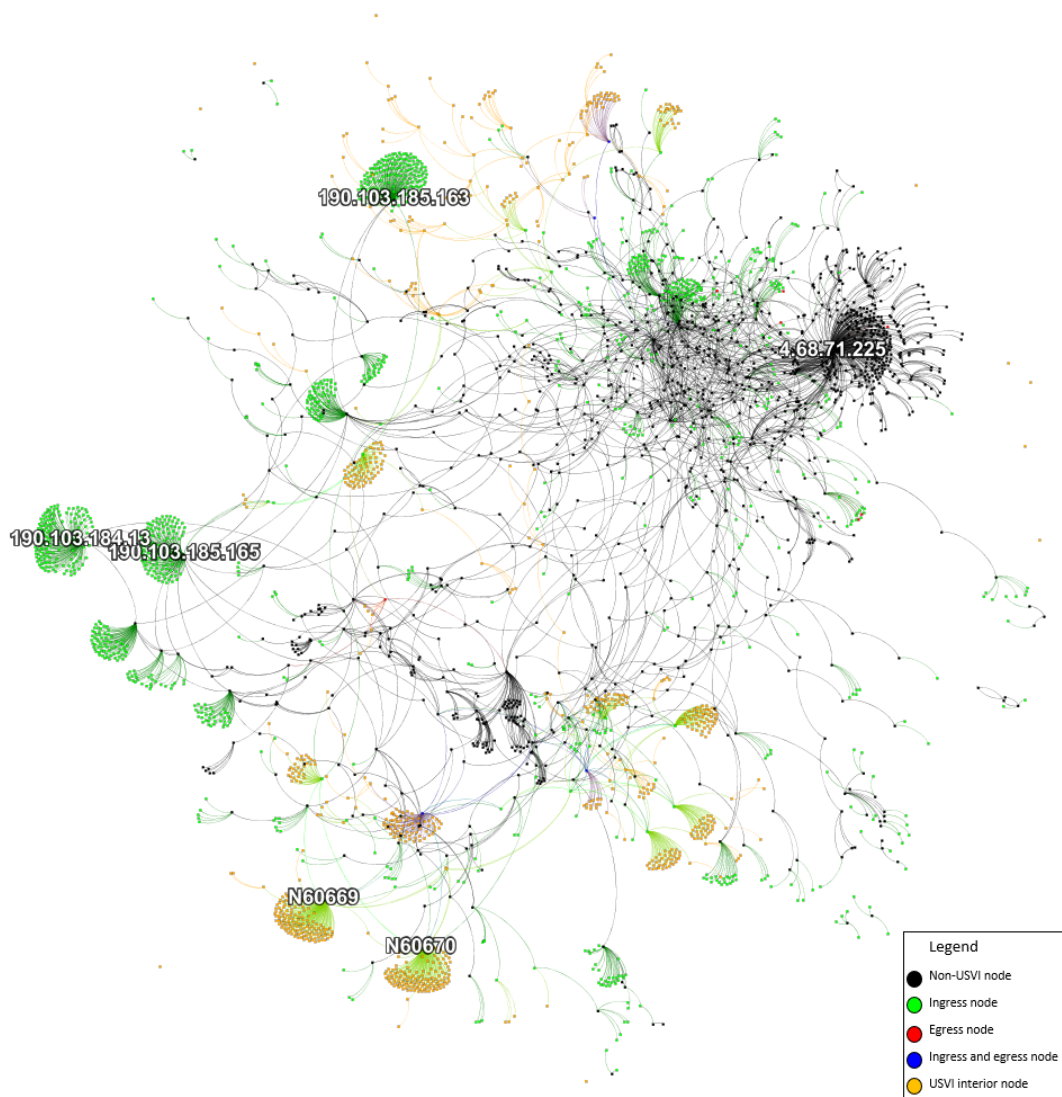 190.103.185.163
4.68.71.225
190.103.184.13
190.103.185.165
N60669
N60670
Legend
Non-USVI node
Ingress node
Egress node
Ingress and egress node
USVI interior node